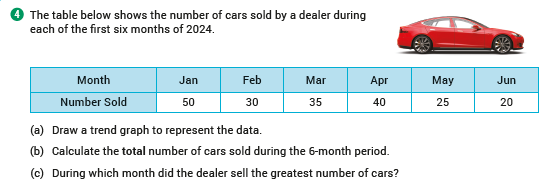 4 The table below shows the number of cars sold by a dealer during
each of the first six months of 2024.
Month Jan Feb Mar Apr May Jun
Number Sold 50 30 35 40 25 20
(a) Draw a trend graph to represent the data.
(b) Calculate the total number of cars sold during the 6-month period.
(c) During which month did the dealer sell the greatest number of cars?